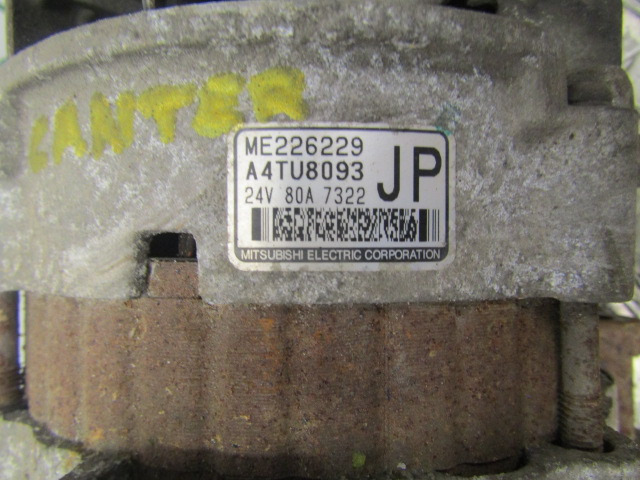 CANTER
ME226229
A4TU8093
JP
24V 80A 7322
MITSUBISHI ELECTRIC CORPORATION